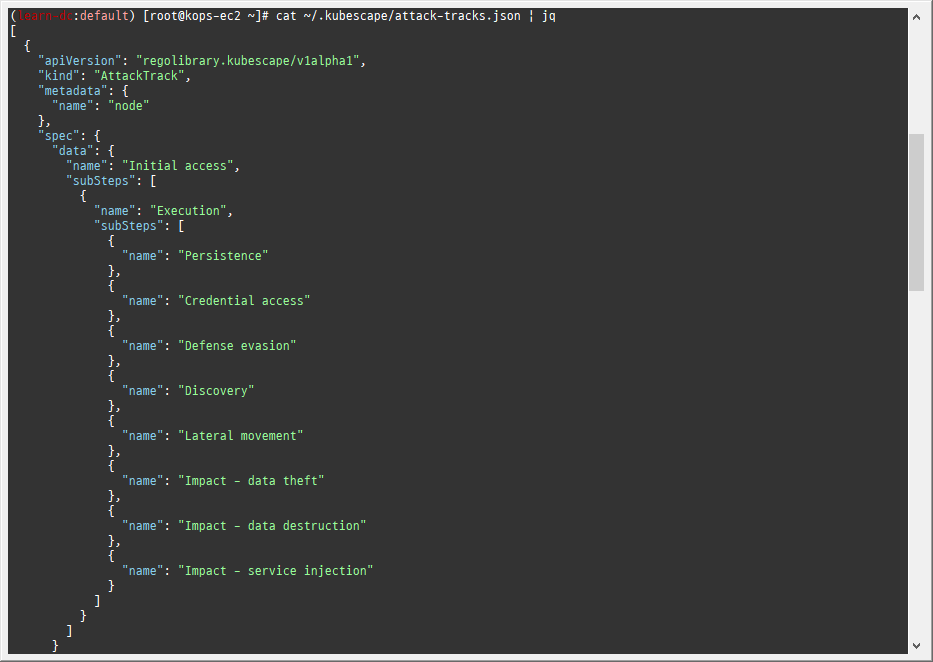 (learn-dt:default) [root@kops-ec2 ~]# cat ~/.kubescape/attack-tracks.json | jq
[
  {
    "apiVersion": "regolibrary.kubescape/v1alpha1",
    "kind": "AttackTrack",
    "metadata": {
      "name": "node"
    },
    "spec": {
      "data": {
        "name": "Initial access",
        "subSteps": [
          {
            "name": "Execution",
            "subSteps": [
              {
                "name": "Persistence"
              },
              {
                "name": "Credential access"
              },
              {
                "name": "Defense evasion"
              },
              {
                "name": "Discovery"
              },
              {
                "name": "Lateral movement"
              },
              {
                "name": "Impact - data theft"
              },
              {
                "name": "Impact - data destruction"
              },
              {
                "name": "Impact - service injection"
              }
            ]
          }
        ]
      }